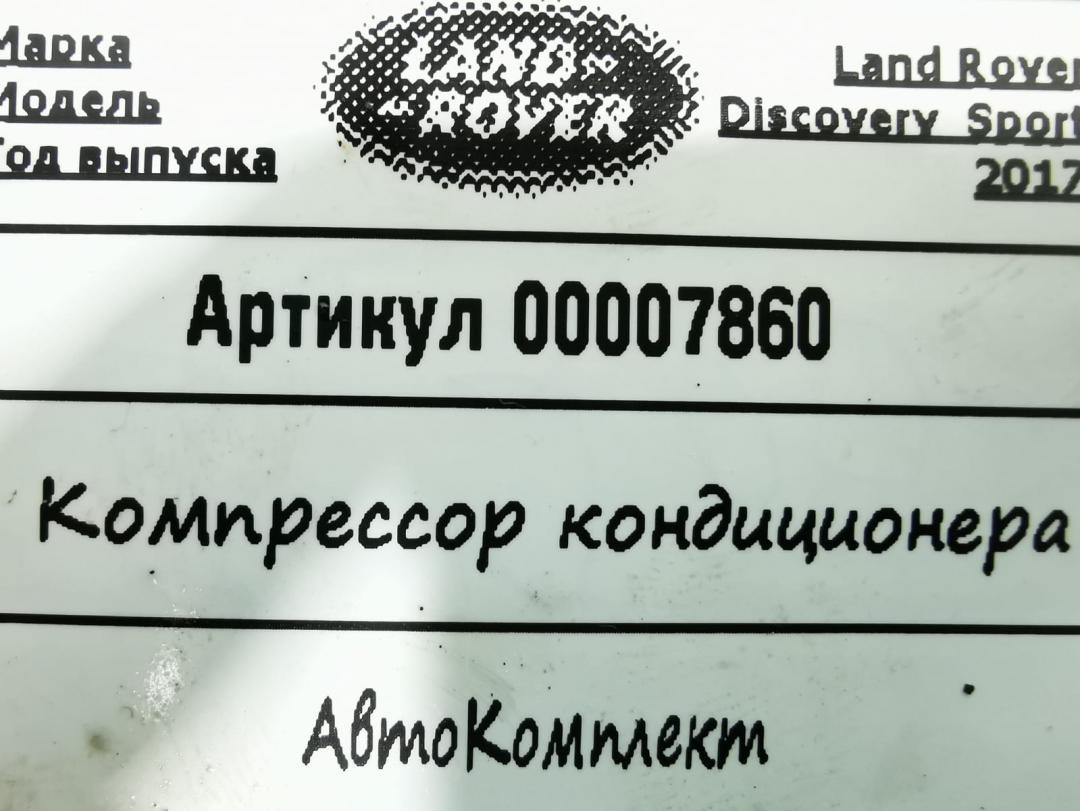 Марка LAND- Land Rover
Модель -ROVER Discovery Sport
Год выпуска 2017
Артикул 00007860
Компрессор кондиционера
АвтоКомплект